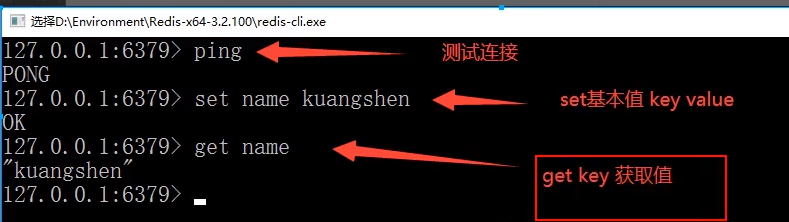 选择D:\Environment\Redis-x64-3.2.100\redis-cli.exe
127.0.0.1:6379> ping
测试连接
PONG
127.0.0.1:6379> set name kuangshen
set基本值 key value
OK
127.0.0.1:6379> get name
"kuangshen"
get key 获取值
127.0.0.1:6379>